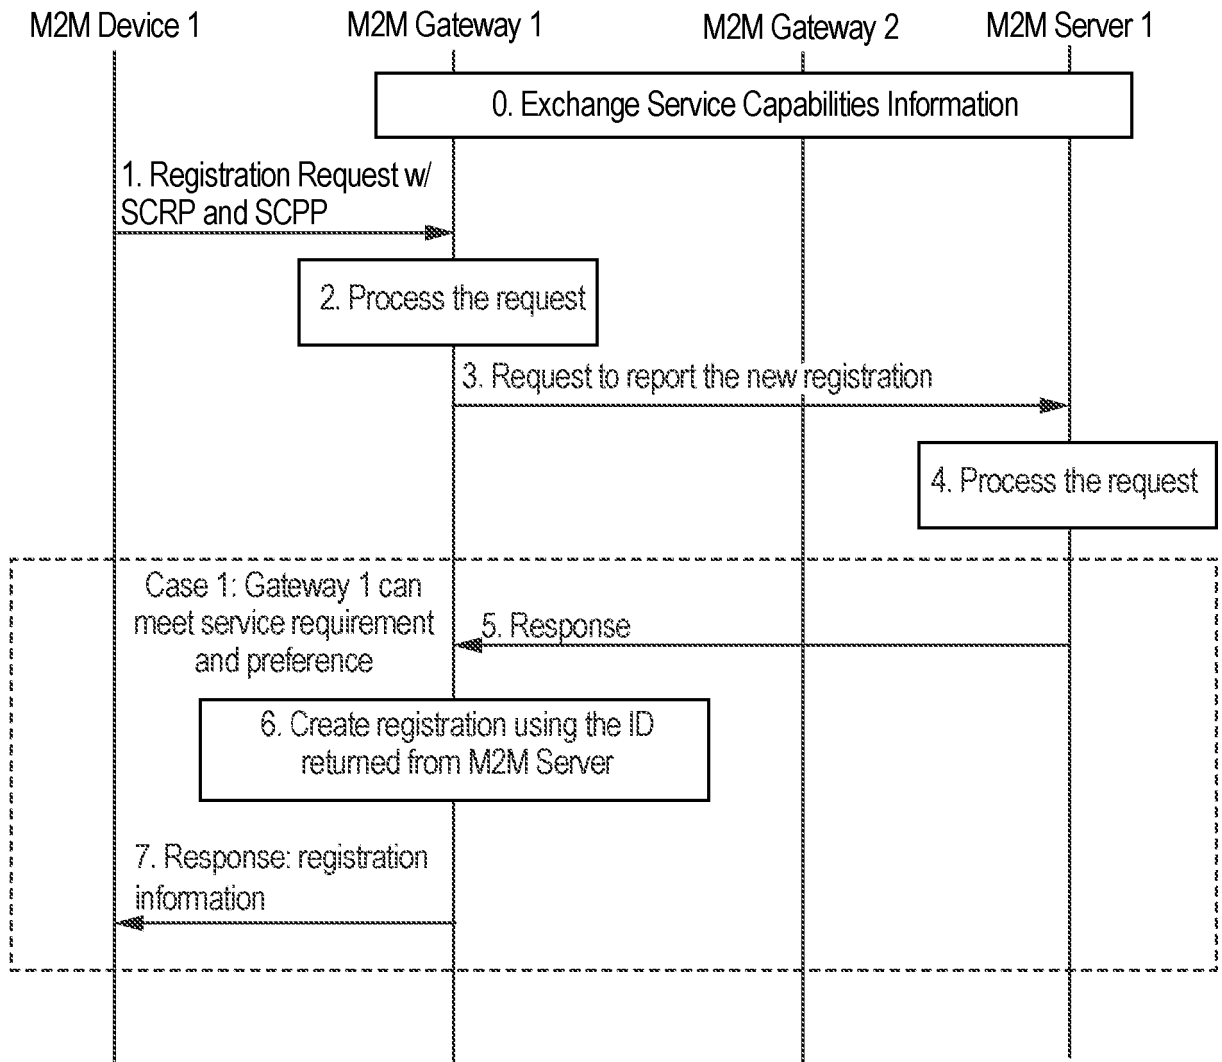 M2M Device 1
M2M Gateway 1
M2M Gateway 2
M2M Server 1
0. Exchange Service Capabilities Information
1. Registration Request w/
SCRP and SCPP
2. Process the request
3. Request to report the new registration
4. Process the request
Case 1: Gateway 1 can
meet service requirement
and preference
5. Response
6. Create registration using the ID
returned from M2M Server
7. Response: registration
information